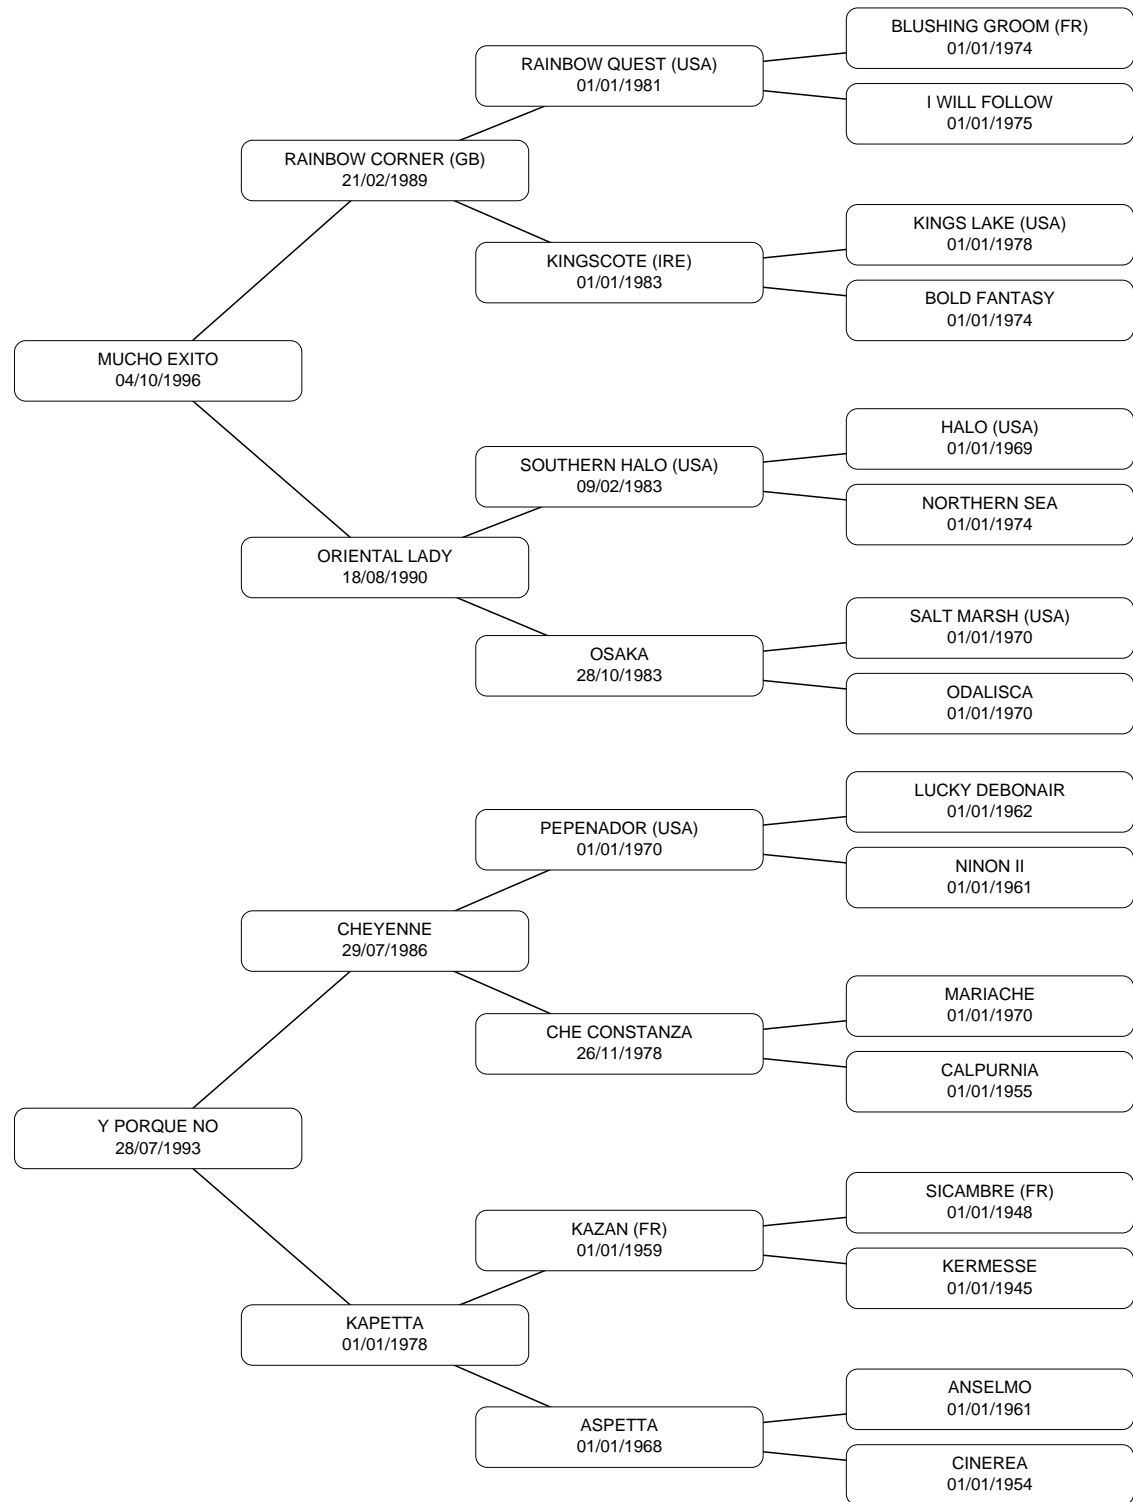 BLUSHING GROOM (FR)
01/01/1974
RAINBOW QUEST (USA)
01/01/1981
I WILL FOLLOW
01/01/1975
RAINBOW CORNER (GB)
21/02/1989
KINGS LAKE (USA)
01/01/1978
KINGSCOTE (IRE)
01/01/1983
BOLD FANTASY
01/01/1974
MUCHO EXITO
04/10/1996
HALO (USA)
01/01/1969
SOUTHERN HALO (USA)
09/02/1983
NORTHERN SEA
01/01/1974
ORIENTAL LADY
18/08/1990
SALT MARSH (USA)
01/01/1970
OSAKA
28/10/1983
ODALISCA
01/01/1970
LUCKY DEBONAIR
01/01/1962
PEPENADOR (USA)
01/01/1970
NINON II
01/01/1961
CHEYENNE
29/07/1986
MARIACHE
01/01/1970
CHE CONSTANZA
26/11/1978
CALPURNIA
01/01/1955
Y PORQUE NO
28/07/1993
SICAMBRE (FR)
01/01/1948
KAZAN (FR)
01/01/1959
KERMESSE
01/01/1945
KAPETTA
01/01/1978
ANSELMO
01/01/1961
ASPETTA
01/01/1968
CINEREA
01/01/1954